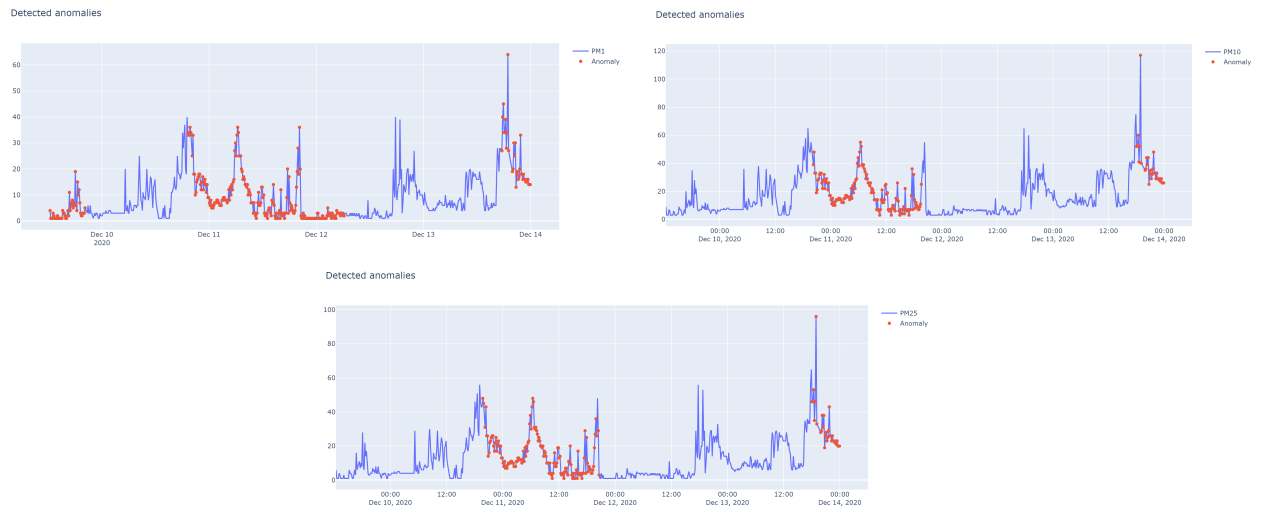 Detected anomalies
PM1
Anomaly
60
50
40
30
20
10
0
Dec 10
2020
Dec 11
Dec 12
Dec 13
Dec 14
Detected anomalies
PM10
Anomaly
120
100
80
60
40
20
0
00:00
Dec 10, 2020
12:00
00:00
Dec 11, 2020
12:00
00:00
Dec 12, 2020
12:00
00:00
Dec 13, 2020
12:00
00:00
Dec 14, 2020
Detected anomalies
PM25
Anomaly
100
80
60
40
20
0
00:00
Dec 10, 2020
12:00
00:00
Dec 11, 2020
12:00
00:00
Dec 12, 2020
12:00
00:00
Dec 13, 2020
12:00
00:00
Dec 14, 2020